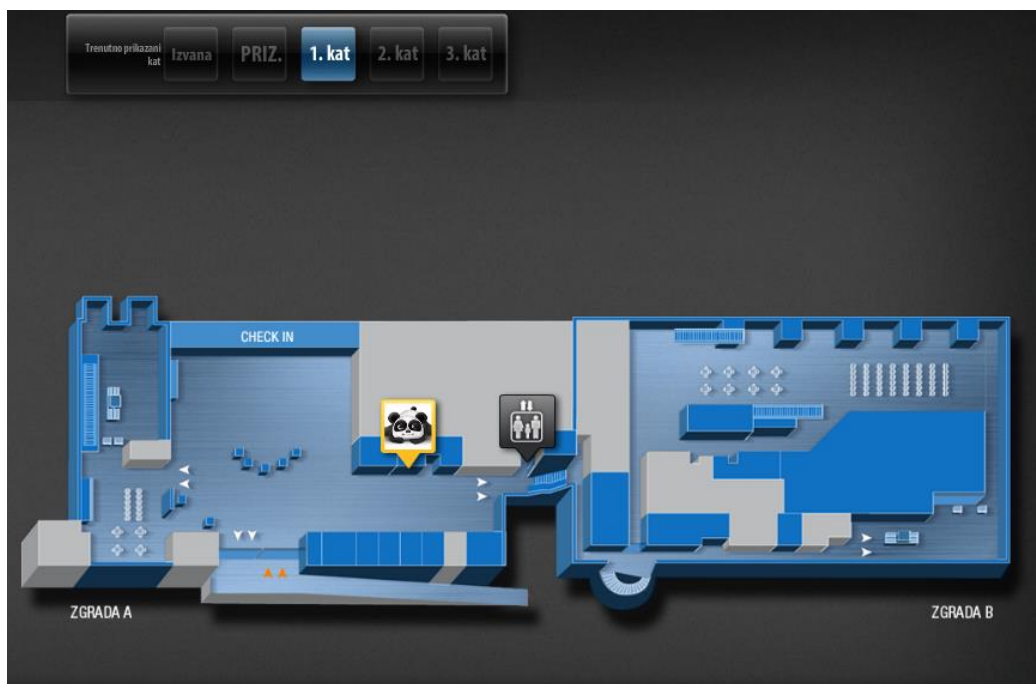 Trenutno prikazani
kat
Izvana
PRIZ.
1. kat
2. kat
3. kat
CHECK IN
ZGRADA A
ZGRADA B